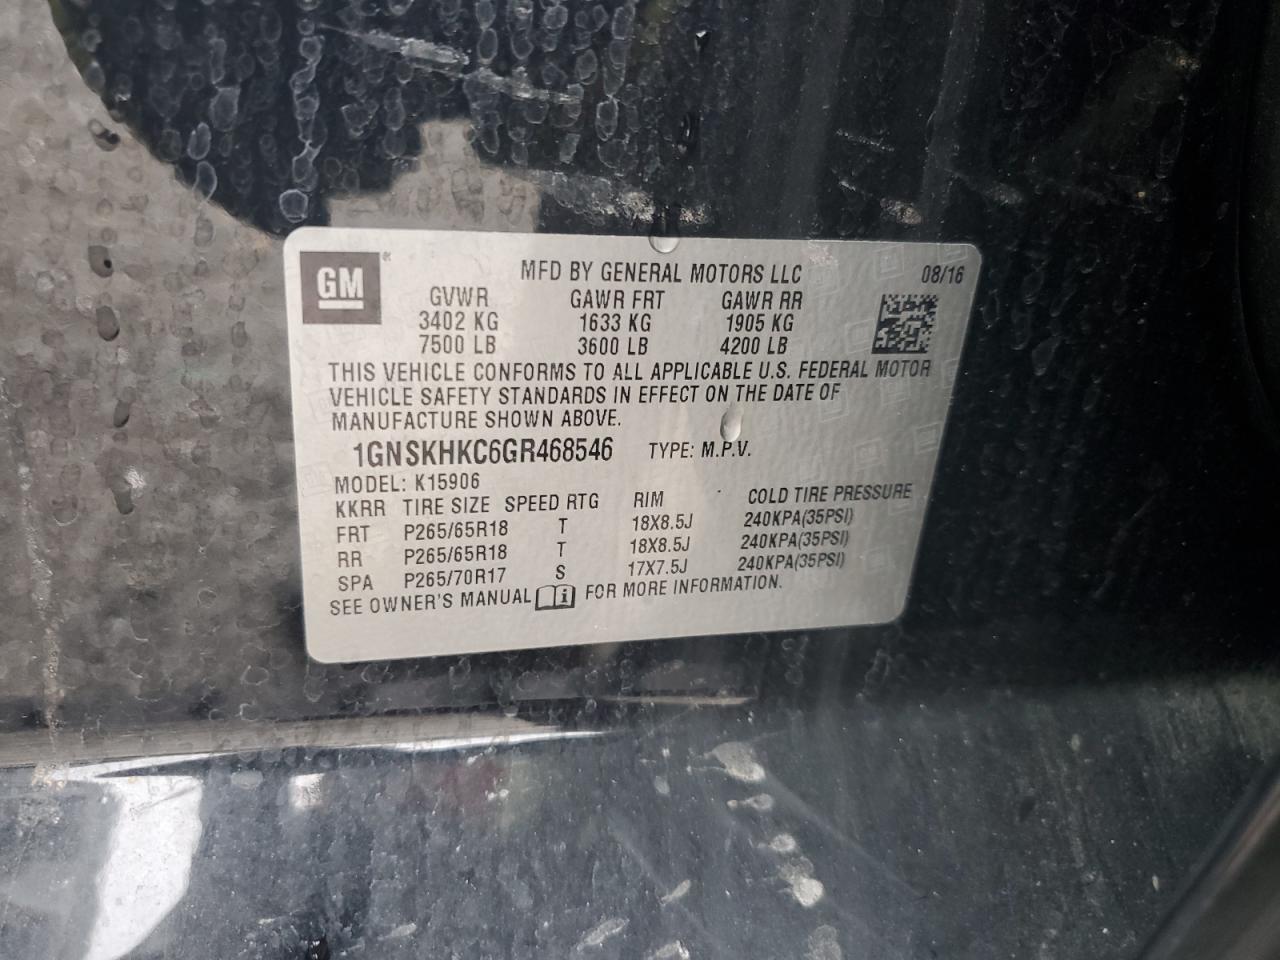 GM
MFD BY GENERAL MOTORS LLC 08/16
GVWR GAWR FRT GAWR RR
3402 KG 1633 KG 1905 KG
7500 LB 3600 LB 4200 LB
THIS VEHICLE CONFORMS TO ALL APPLICABLE U.S. FEDERAL MOTOR
VEHICLE SAFETY STANDARDS IN EFFECT ON THE DATE OF
MANUFACTURE SHOWN ABOVE.
1GNSKHKC6GR468546 TYPE: M.P.V.
MODEL: K15906
KKRR TIRE SIZE SPEED RTG RIM COLD TIRE PRESSURE
FRT P265/65R18 T 18X8.5J 240KPA(35PSI)
RR P265/65R18 T 18X8.5J 240KPA(35PSI)
SPA P265/70R17 S 17X7.5J 240KPA(35PSI)
SEE OWNER'S MANUAL i FOR MORE INFORMATION.